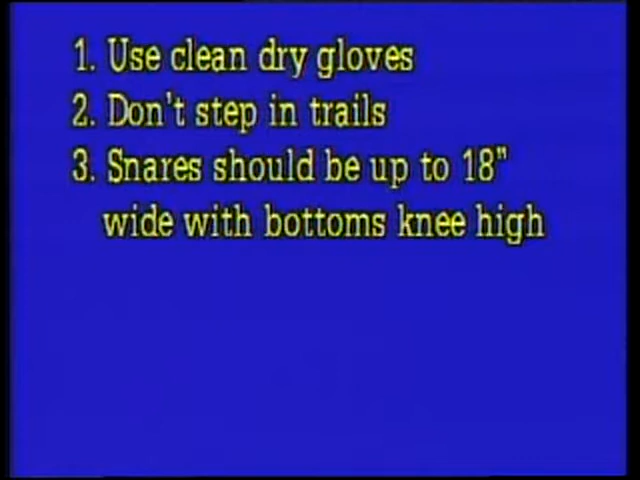 1. Use clean dry gloves
2. Don't step in trails
3. Snares should be up to 18"
wide with bottoms knee high